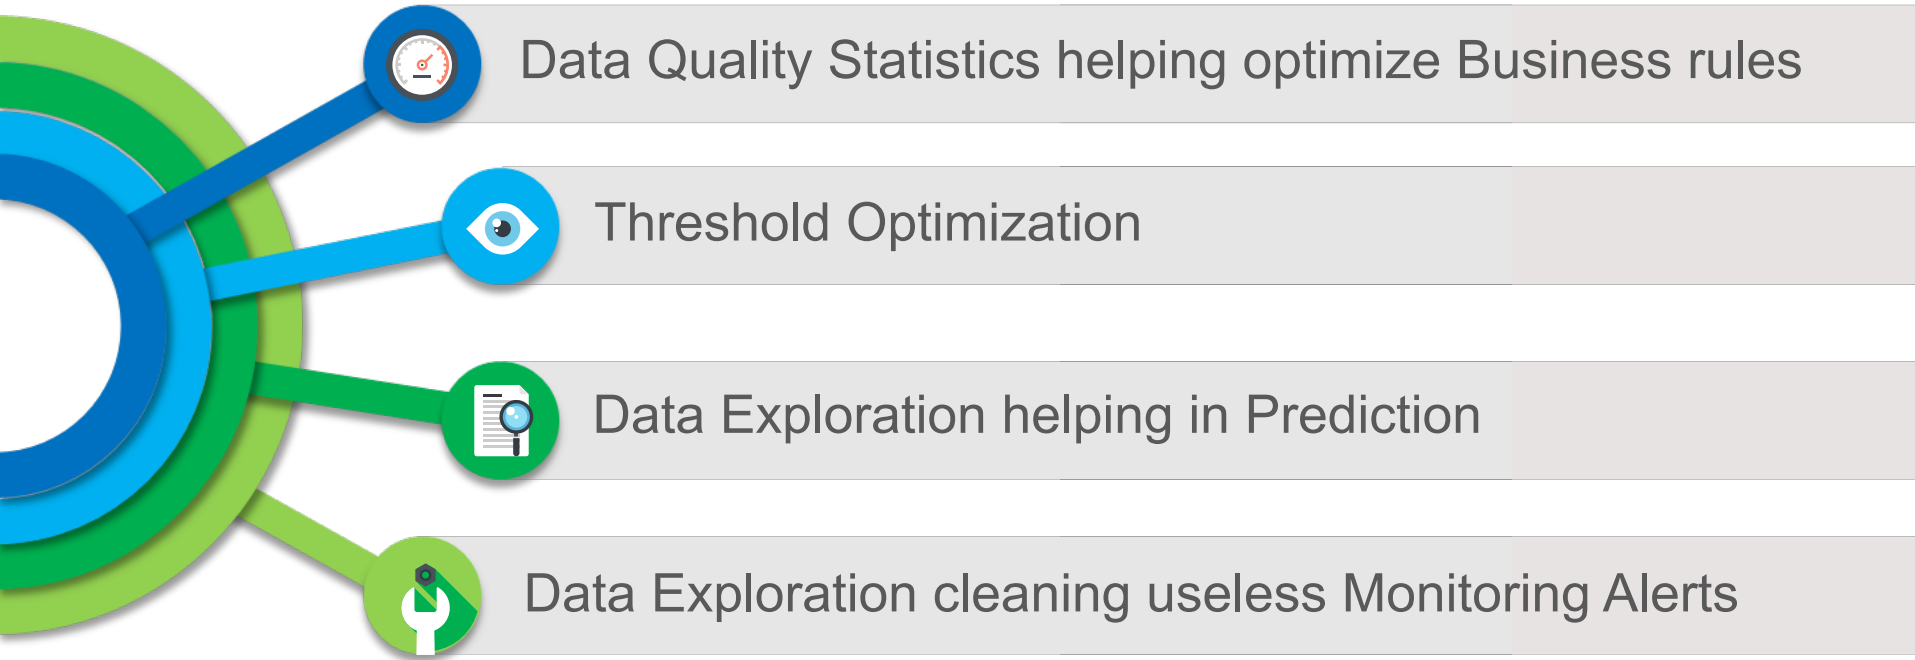 Data Quality Statistics helping optimize Business rules
Threshold Optimization
Data Exploration helping in Prediction
Data Exploration cleaning useless Monitoring Alerts